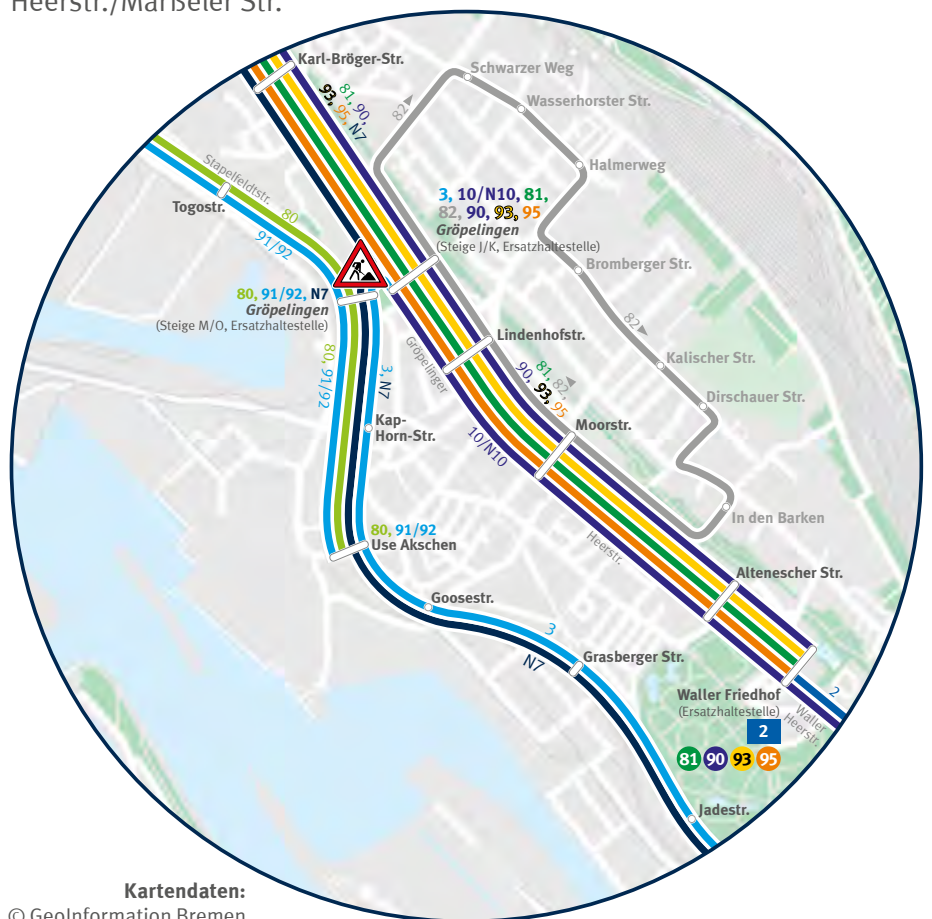 Heerstr./Marßeler Str.
Karl-Bröger-Str.
81, 90,
93, 95, N7
82
Schwarzer Weg
Wasserhorster Str.
Halmerweg
Stapelfeldtstr.
80
Togostr.
91/92
3, 10/N10, 81,
82, 90, 93, 95
Gröpelingen
(Steige J/K, Ersatzhaltestelle)
Bromberger Str.
80, 91/92, N7
Gröpelingen
(Steige M/O, Ersatzhaltestelle)
82
Lindenhofstr.
Kalischer Str.
Gröpelinger
80, 91/92
3, N7
81, 82,
90, 93, 95
Dirschauer Str.
Kap-
Horn-Str.
Moorstr.
10/N10
In den Barken
80, 91/92
Use Akschen
Heerstr.
Altenescher Str.
Goosestr.
3
N7
Grasberger Str.
Waller Friedhof
(Ersatzhaltestelle)
2
Waller
Heerstr.
2
81 90 93 95
Jadestr.
Kartendaten:
© GeoInformation Bremen